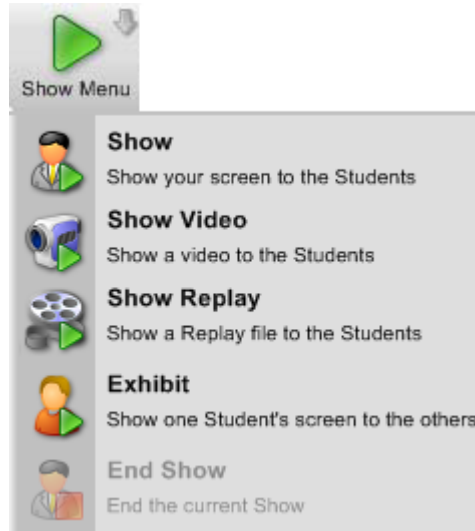 Show Menu
Show
Show your screen to the Students
Show Video
Show a video to the Students
Show Replay
Show a Replay file to the Students
Exhibit
Show one Student's screen to the others
End Show
End the current Show